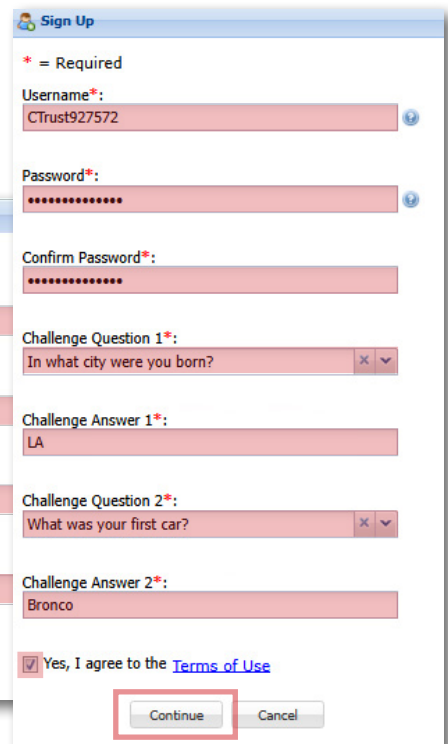 Sign Up
* = Required
Username*:
CTrust927572
Password*:
••••••••••••••
Confirm Password*:
••••••••••••••
Challenge Question 1*:
In what city were you born?
Challenge Answer 1*:
LA
Challenge Question 2*:
What was your first car?
Challenge Answer 2*:
Bronco
Yes, I agree to the Terms of Use
Continue Cancel